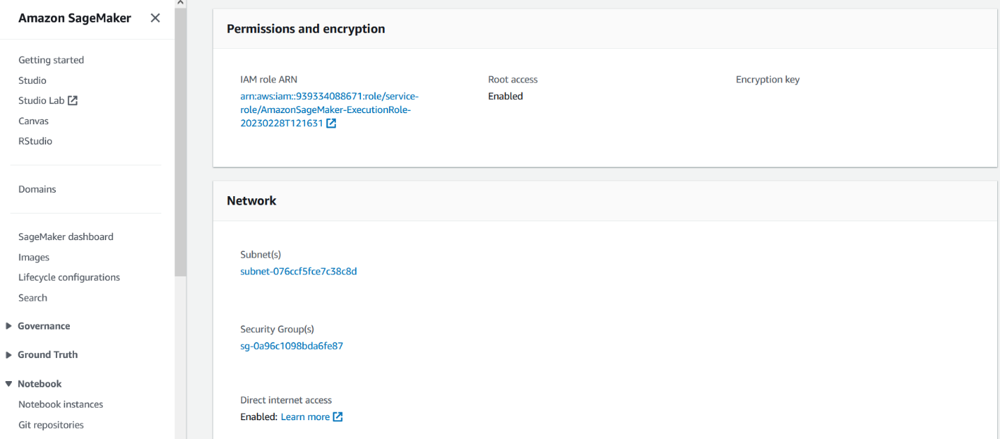 Amazon SageMaker
Getting started
Studio
Studio Lab
Canvas
RStudio
Domains
SageMaker dashboard
Images
Lifecycle configurations
Search
Governance
Ground Truth
Notebook
Notebook instances
Git repositories
Permissions and encryption
IAM role ARN
arn:aws:iam::939334088671:role/service-
role/AmazonSageMaker-ExecutionRole-
20230228T121631
Root access
Enabled
Encryption key
Network
Subnet(s)
subnet-076ccf5fce7c38c8d
Security Group(s)
sg-0a96c1098bda6fe87
Direct internet access
Enabled: Learn more